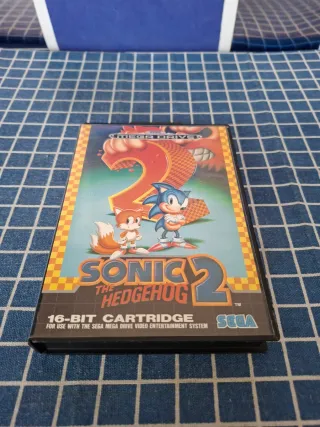 MEGA DRIVE
2
SONIC
THE
HEDGEHOG 2
TM
16-BIT CARTRIDGE
FOR USE WITH THE SEGA MEGA DRIVE VIDEO ENTERTAINMENT SYSTEM
SEGA